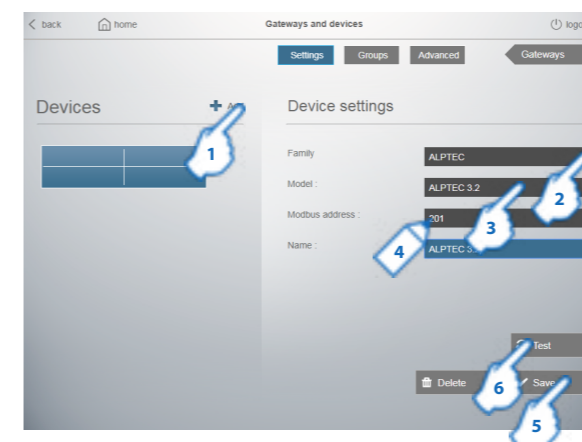 back home Gateways and devices
Settings Groups Advanced Gateways
Devices Device settings
1
Family ALPTEC
2
Model : ALPTEC 3.2
3
Modbus address : 201
4
Name : ALPTEC
Test
Delete Save
6
5